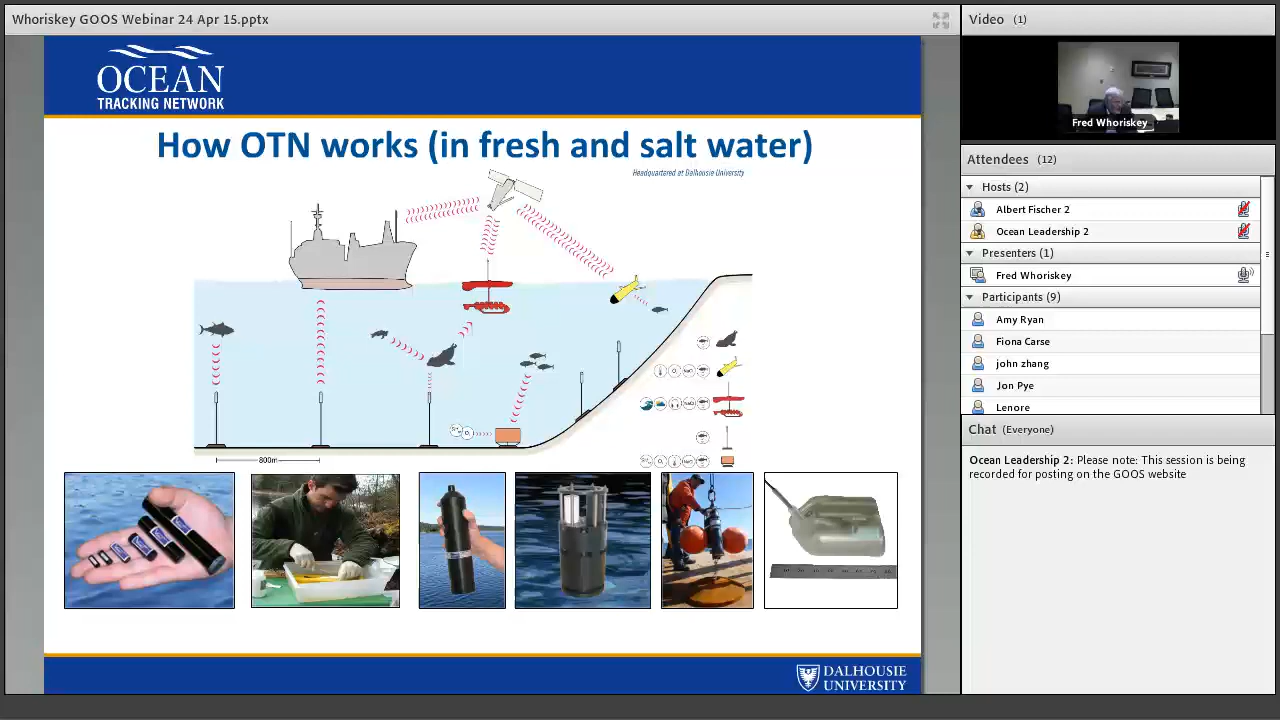 Whoriskey GOOS Webinar 24 Apr 15.pptx
OCEAN
TRACKING NETWORK
How OTN works (in fresh and salt water)
Headquartered at Dalhousie University
800m
DALHOUSIE
UNIVERSITY
Video (1)
Fred Whoriskey
Attendees (12)
Hosts (2)
Albert Fischer 2
Ocean Leadership 2
Presenters (1)
Fred Whoriskey
Participants (9)
Amy Ryan
Fiona Carse
john zhang
Jon Pye
Lenore
Chat (Everyone)
Ocean Leadership 2: Please note: This session is being
recorded for posting on the GOOS website